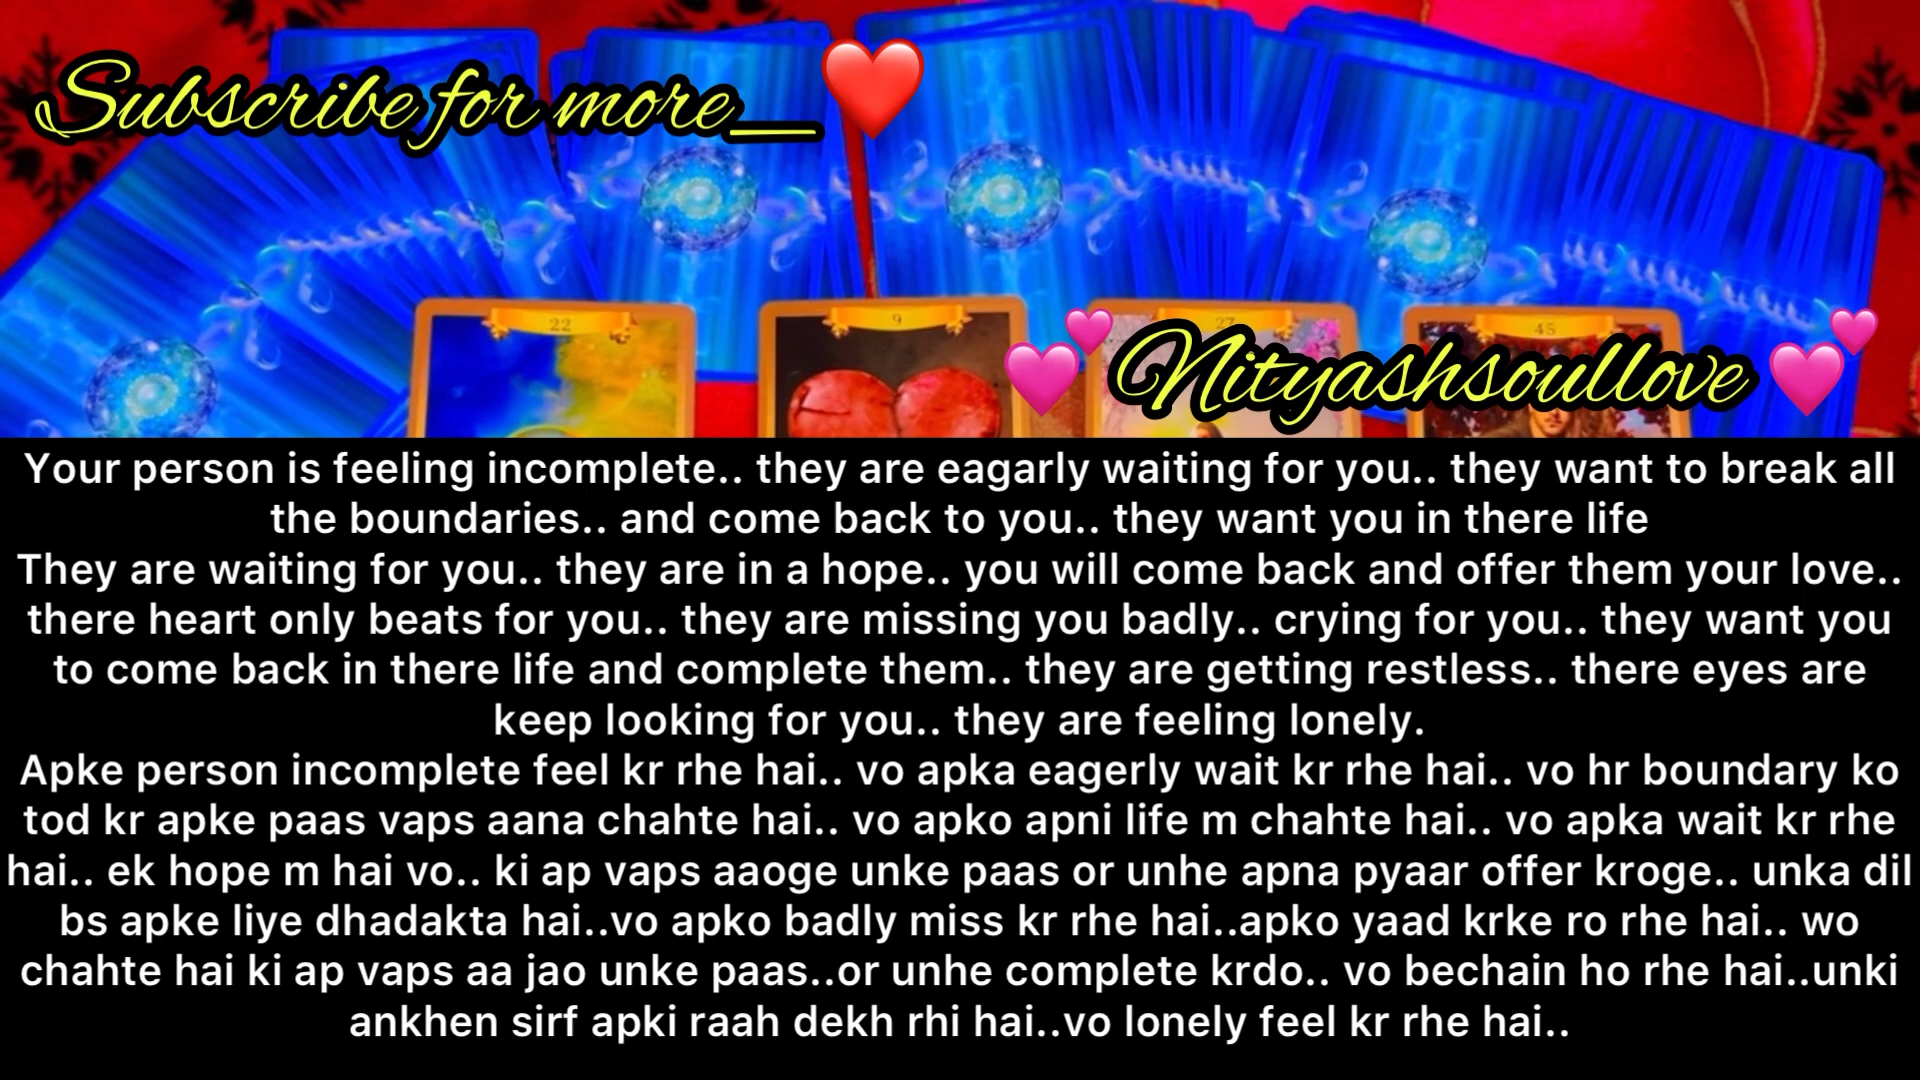 Subscribe for more_❤️
22
9
27
45
💕Nityashsoullove💕
Your person is feeling incomplete.. they are eagarly waiting for you.. they want to break all
the boundaries.. and come back to you.. they want you in there life
They are waiting for you.. they are in a hope.. you will come back and offer them your love..
there heart only beats for you.. they are missing you badly.. crying for you.. they want you
to come back in there life and complete them.. they are getting restless.. there eyes are
keep looking for you.. they are feeling lonely.
Apke person incomplete feel kr rhe hai.. vo apka eagerly wait kr rhe hai.. vo hr boundary ko
tod kr apke paas vaps aana chahte hai.. vo apko apni life m chahte hai.. vo apka wait kr rhe
hai.. ek hope m hai vo.. ki ap vaps aaoge unke paas or unhe apna pyaar offer kroge.. unka dil
bs apke liye dhadakta hai..vo apko badly miss kr rhe hai..apko yaad krke ro rhe hai.. wo
chahte hai ki ap vaps aa jao unke paas..or unhe complete krdo.. vo bechain ho rhe hai..unki
ankhen sirf apki raah dekh rhi hai..vo lonely feel kr rhe hai..